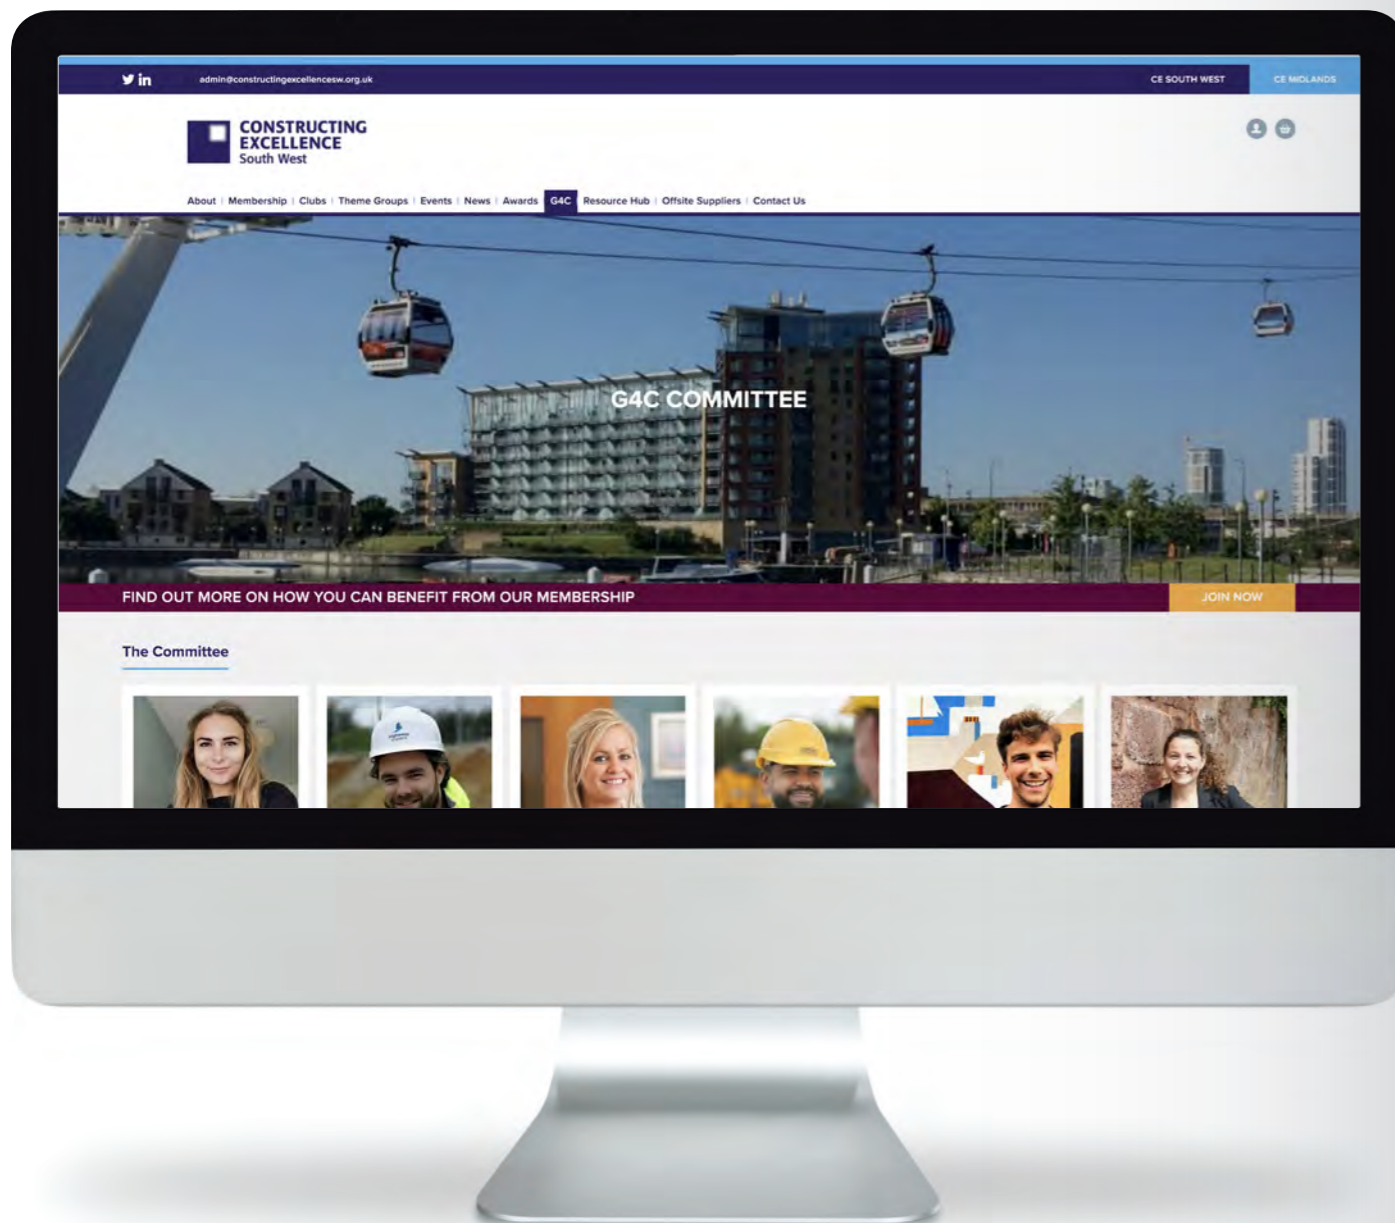 admin@constructingexcellencesw.org.uk
CE SOUTH WEST
CE MIDLANDS
CONSTRUCTING
EXCELLENCE
South West
About | Membership | Clubs | Theme Groups | Events | News | Awards | G4C | Resource Hub | Offsite Suppliers | Contact Us
G4C COMMITTEE
FIND OUT MORE ON HOW YOU CAN BENEFIT FROM OUR MEMBERSHIP
JOIN NOW
The Committee